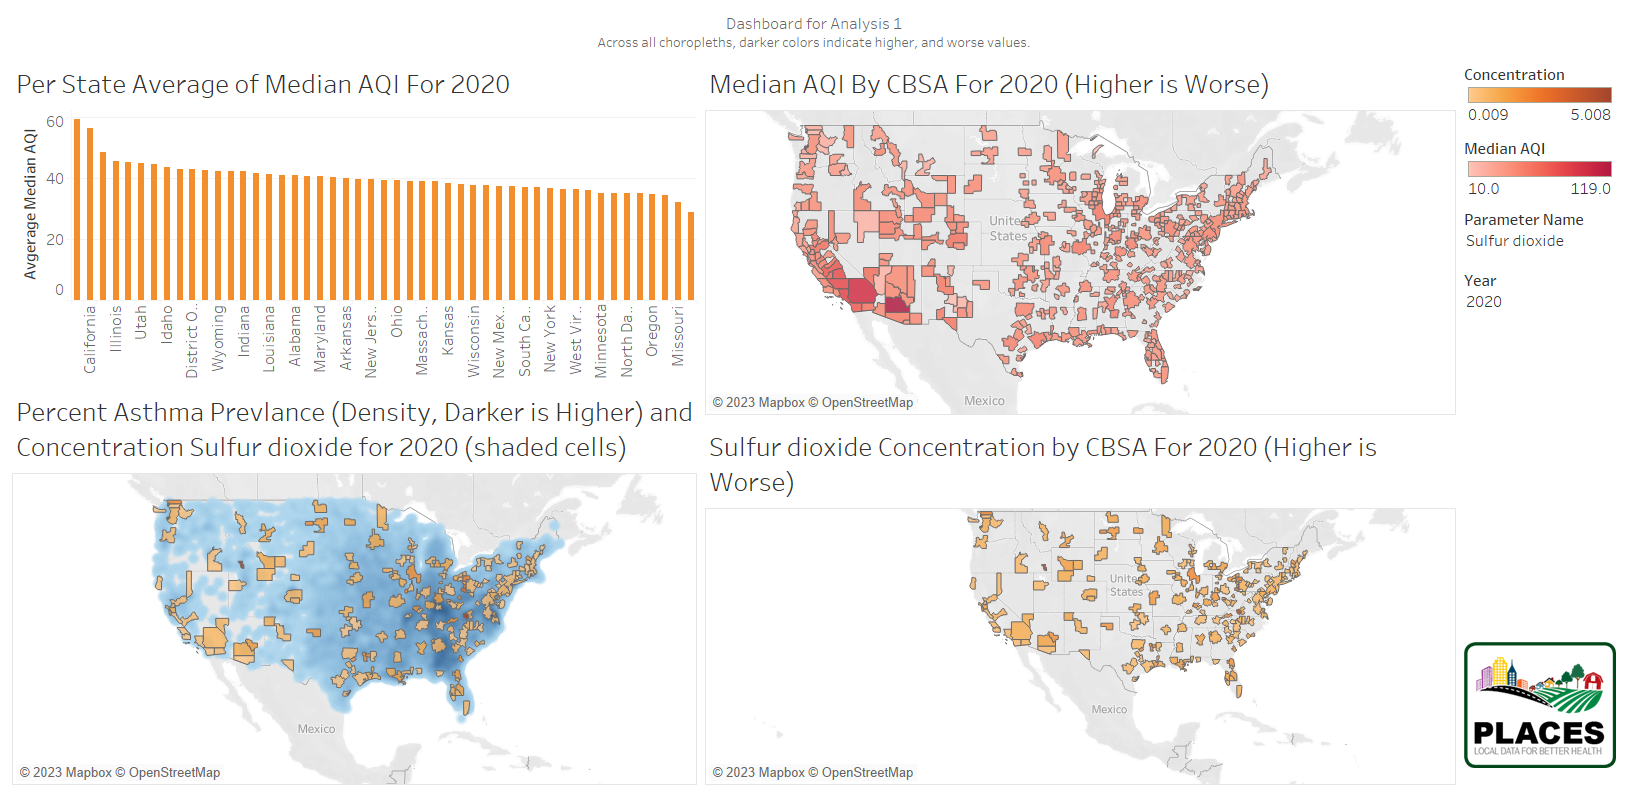 Dashboard for Analysis 1
Across all choropleths, darker colors indicate higher, and worse values.
Per State Average of Median AQI For 2020
Avgerage Median AQI
60
40
20
0
California
Illinois
Utah
Idaho
District O..
Wyoming
Indiana
Louisiana
Alabama
Maryland
Arkansas
New Jers..
Ohio
Massach..
Kansas
Wisconsin
New Mex..
South Ca..
New York
West Vir..
Minnesota
North Da..
Oregon
Missouri
Median AQI By CBSA For 2020 (Higher is Worse)
United
States
Mexico
© 2023 Mapbox © OpenStreetMap
Concentration
0.009 5.008
Median AQI
10.0 119.0
Parameter Name
Sulfur dioxide
Year
2020
Percent Asthma Prevlance (Density, Darker is Higher) and
Concentration Sulfur dioxide for 2020 (shaded cells)
Mexico
© 2023 Mapbox © OpenStreetMap
Sulfur dioxide Concentration by CBSA For 2020 (Higher is
Worse)
United
States
Mexico
© 2023 Mapbox © OpenStreetMap
PLACES
LOCAL DATA FOR BETTER HEALTH